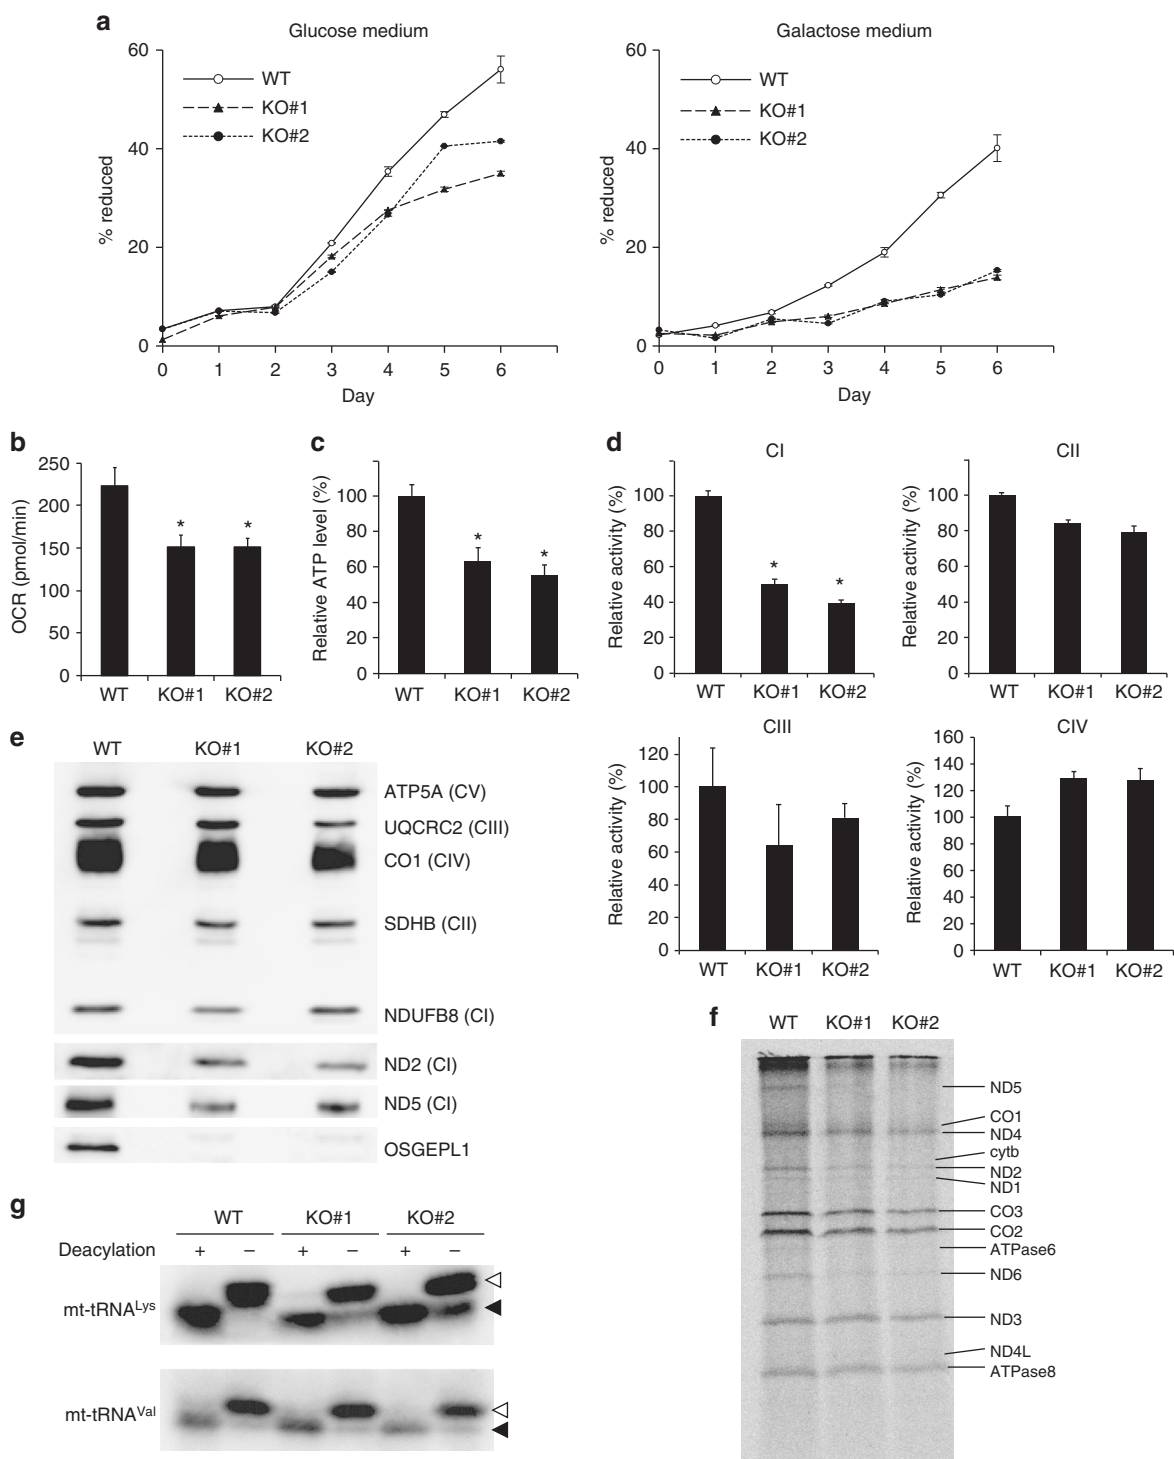 a
Glucose medium
60
40
20
0
% reduced
WT
KO#1
KO#2
0 1 2 3 4 5 6
Day
Galactose medium
60
40
20
0
% reduced
WT
KO#1
KO#2
0 1 2 3 4 5 6
Day
b
250
200
150
100
50
0
OCR (pmol/min)
* *
WT KO#1 KO#2
c
100
80
60
40
20
0
Relative ATP level (%)
* *
WT KO#1 KO#2
d
CI
100
80
60
40
20
0
Relative activity (%)
* *
WT KO#1 KO#2
CII
100
80
60
40
20
0
Relative activity (%)
WT KO#1 KO#2
CIII
120
100
80
60
40
20
0
Relative activity (%)
WT KO#1 KO#2
CIV
160
140
120
100
80
60
40
20
0
Relative activity (%)
WT KO#1 KO#2
e
WT KO#1 KO#2
ATP5A (CV)
UQCRC2 (CIII)
CO1 (CIV)
SDHB (CII)
NDUFB8 (CI)
ND2 (CI)
ND5 (CI)
OSGEPL1
f
WT KO#1 KO#2
ND5
CO1
ND4
cytb
ND2
ND1
CO3
CO2
ATPase6
ND6
ND3
ND4L
ATPase8
g
WT KO#1 KO#2
Deacylation + − + − + −
mt-tRNALys
mt-tRNAVal